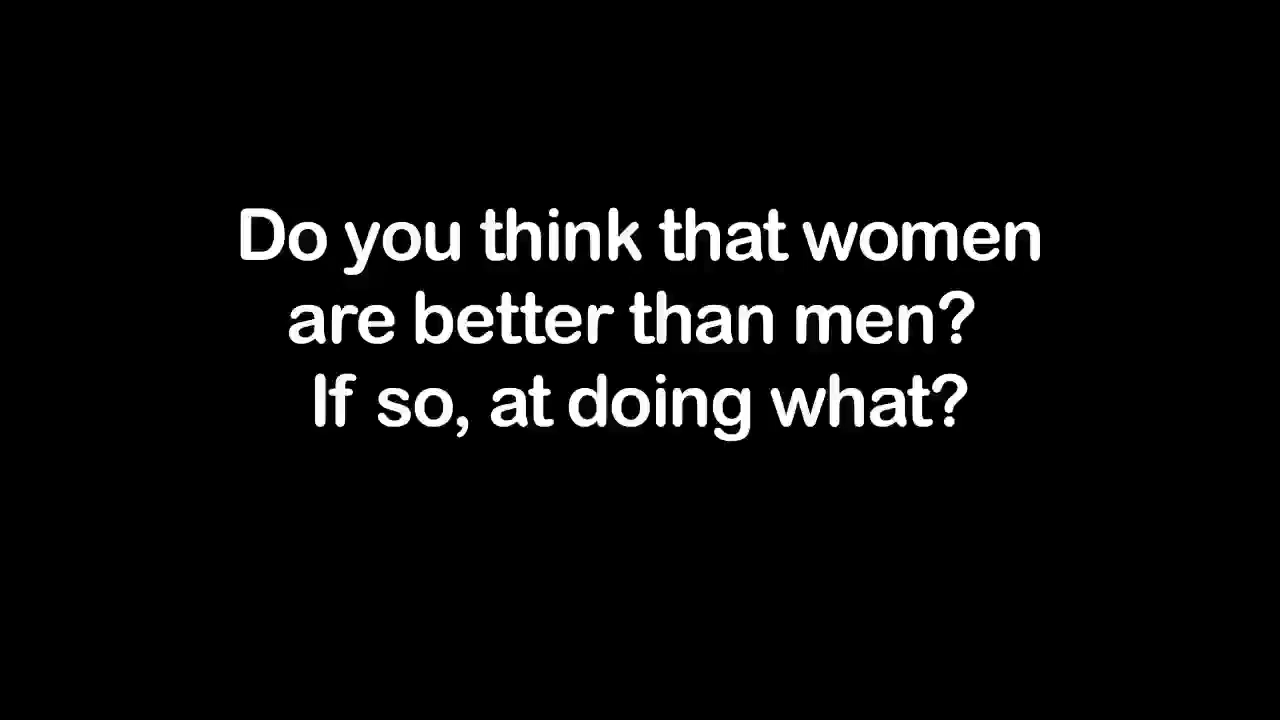 Do you think that women
are better than men?
If so, at doing what?